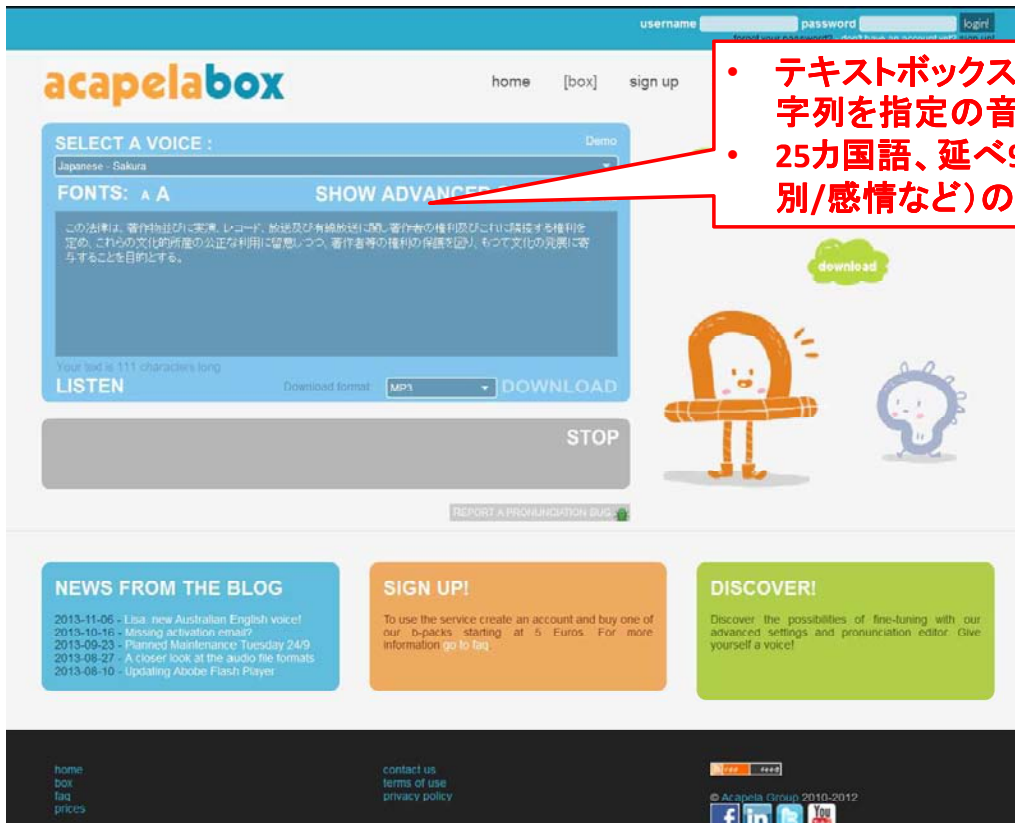 username password login!
forgot your password? don't have an account yet? sign up!
acapelabox
home [box] sign up
• テキストボックス
字列を指定の音
• 25カ国語、延べ9
別/感情など）の
SELECT A VOICE :
Demo
Japanese - Sakura
FONTS: A A
SHOW ADVANCED
この法律は、著作物並びに実演、レコード、放送及び有線放送に関し著作者の権利及びこれに隣接する権利を
定め、これらの文化的所産の公正な利用に留意しつつ、著作者等の権利の保護を図り、もつて文化の発展に寄
与することを目的とする。
Your text is 111 characters long
LISTEN
Download format: MP3 DOWNLOAD
download
STOP
REPORT A PRONUNCIATION BUG
NEWS FROM THE BLOG
2013-11-06 - Lisa: new Australian English voice!
2013-10-16 - Missing activation email?
2013-09-23 - Planned Maintenance Tuesday 24/9
2013-08-27 - A closer look at the audio file formats
2013-08-10 - Updating Abobe Flash Player
SIGN UP!
To use the service create an account and buy one of
our b-packs starting at 5 Euros. For more
information go to faq.
DISCOVER!
Discover the possibilities of fine-tuning with our
advanced settings and pronunciation editor. Give
yourself a voice!
home
box
faq
prices
contact us
terms of use
privacy policy
feed
© Acapela Group 2010-2012
f in You